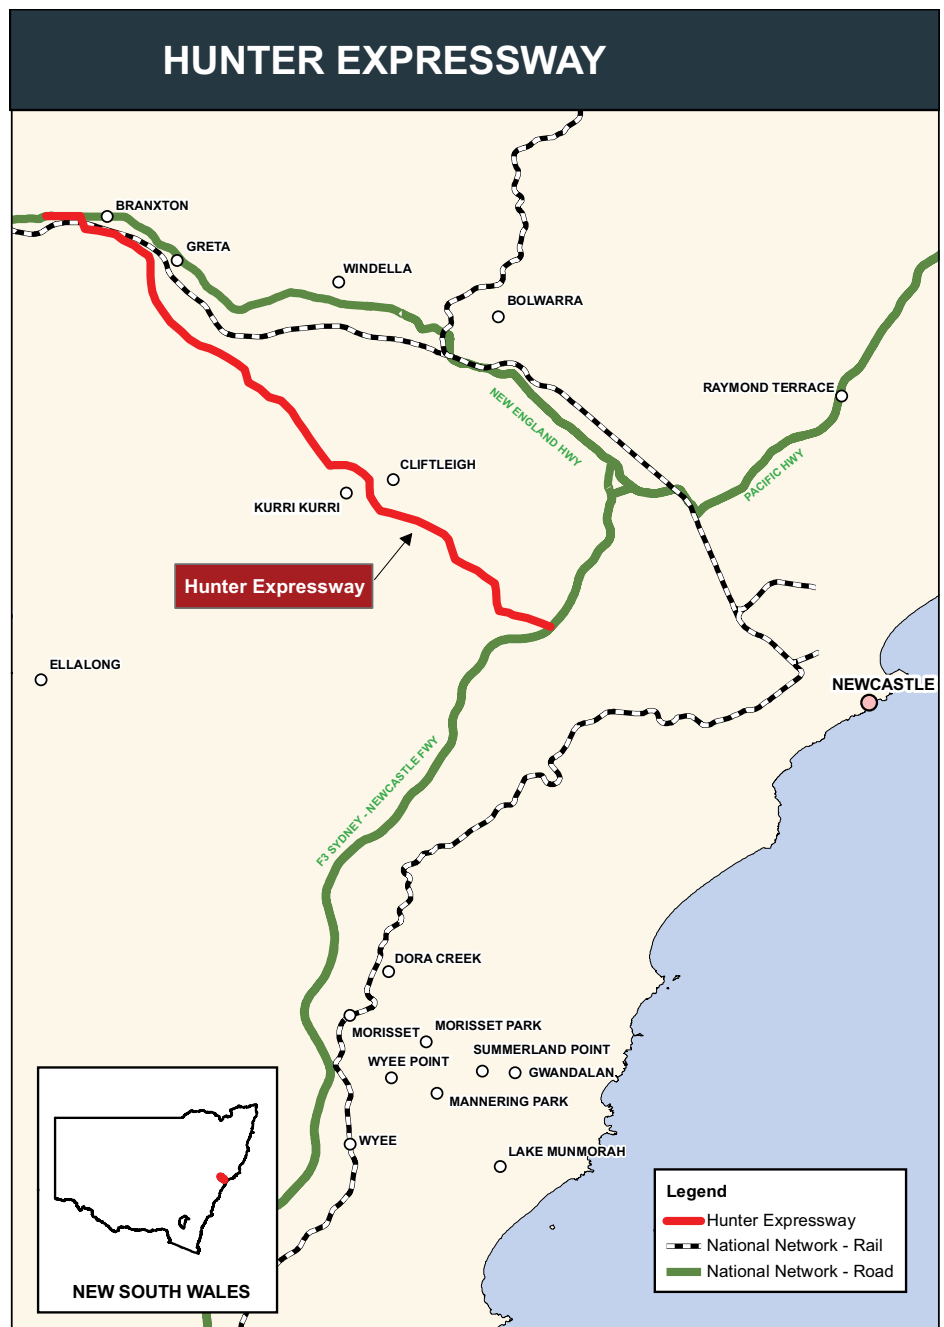 HUNTER EXPRESSWAY
BRANXTON
GRETA
WINDELLA
BOLWARRA
RAYMOND TERRACE
NEW ENGLAND HWY
PACIFIC HWY
CLIFTLEIGH
KURRI KURRI
Hunter Expressway
ELLALONG
NEWCASTLE
F3 SYDNEY - NEWCASTLE FWY
DORA CREEK
MORISSET
MORISSET PARK
SUMMERLAND POINT
WYEE POINT
GWANDALAN
MANNERING PARK
WYEE
LAKE MUNMORAH
NEW SOUTH WALES
Legend
Hunter Expressway
National Network - Rail
National Network - Road